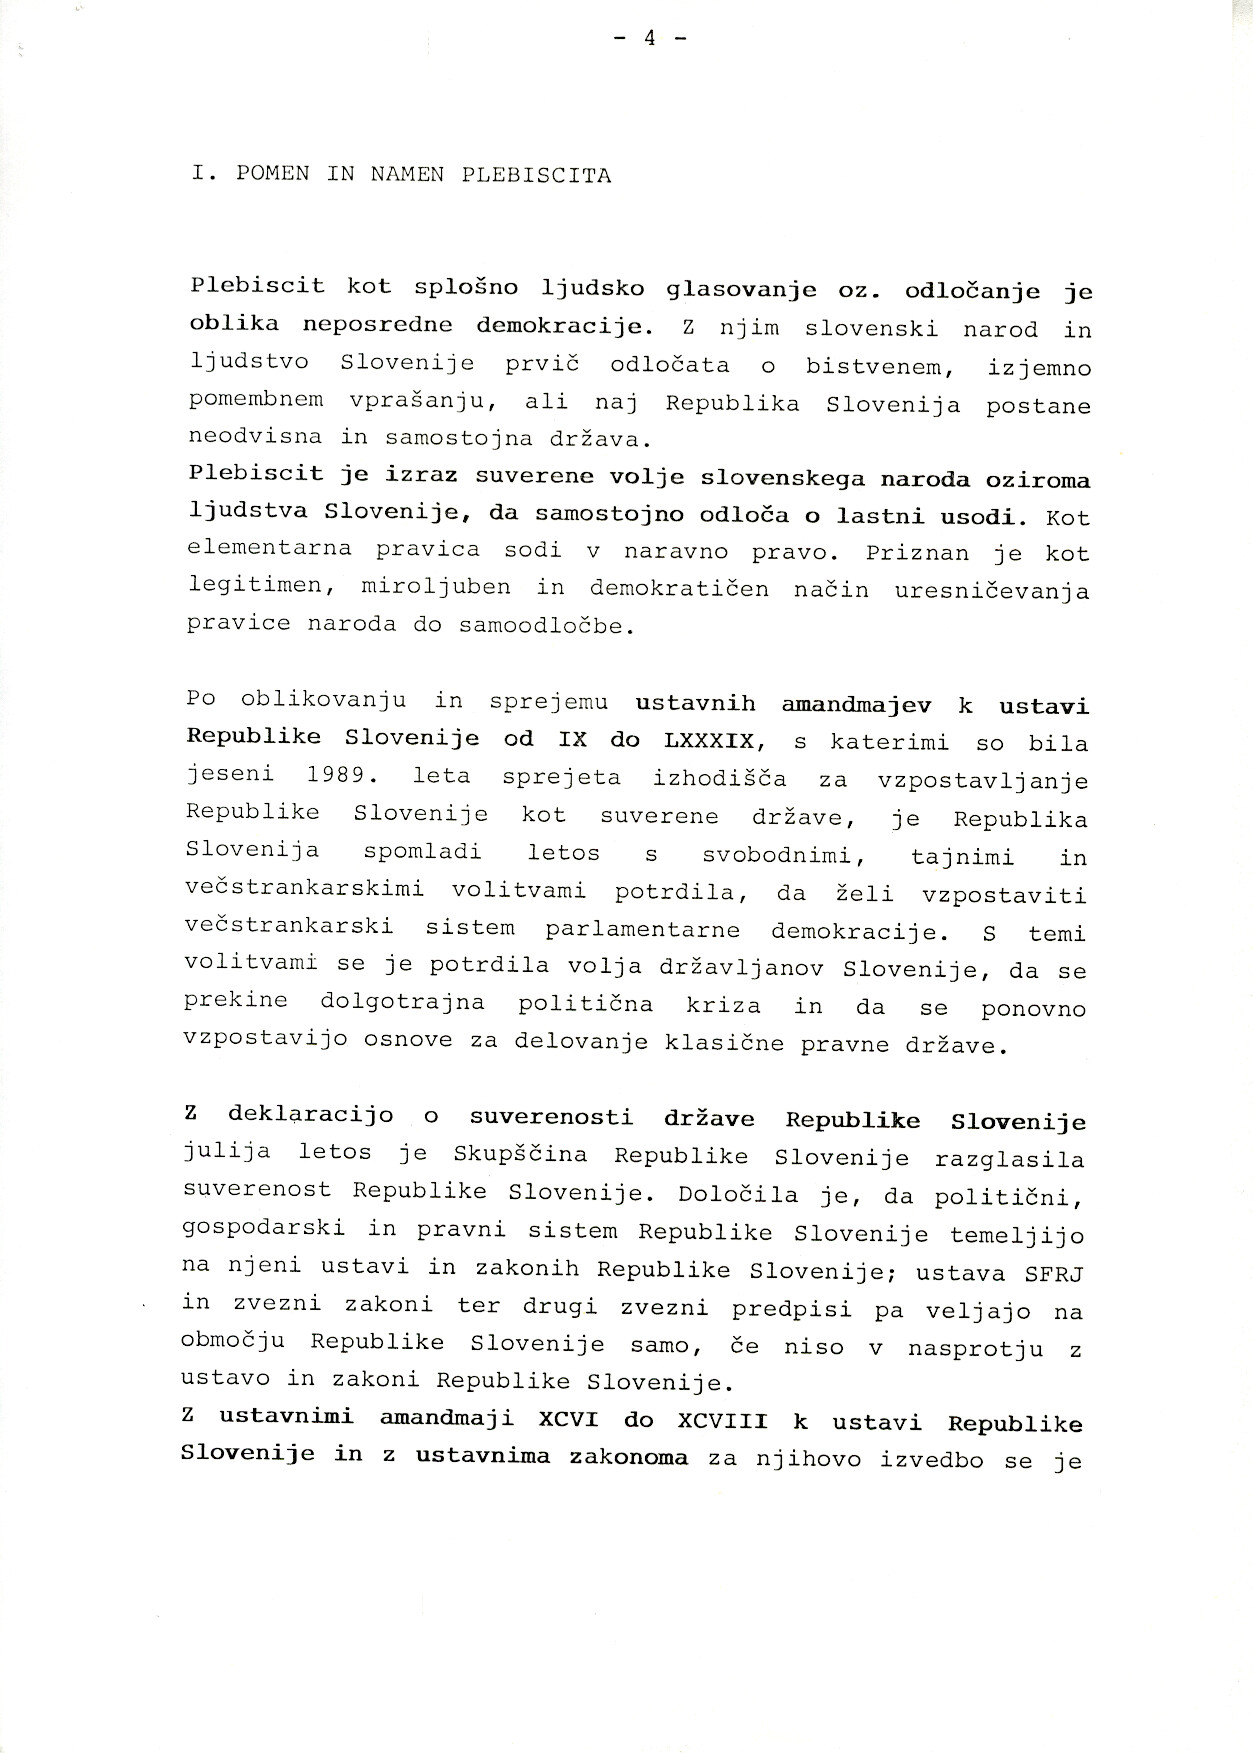 - 4 -
I. POMEN IN NAMEN PLEBISCITA
Plebiscit kot splošno ljudsko glasovanje oz. odločanje je
oblika neposredne demokracije. Z njim slovenski narod in
ljudstvo Slovenije prvič odločata o bistvenem, izjemno
pomembnem vprašanju, ali naj Republika Slovenija postane
neodvisna in samostojna država.
Plebiscit je izraz suverene volje slovenskega naroda oziroma
ljudstva Slovenije, da samostojno odloča o lastni usodi. Kot
elementarna pravica sodi v naravno pravo. Priznan je kot
legitimen, miroljuben in demokratičen način uresničevanja
pravice naroda do samoodločbe.
Po oblikovanju in sprejemu ustavnih amandmajev k ustavi
Republike Slovenije od IX do LXXXIX, s katerimi so bila
jeseni 1989. leta sprejeta izhodišča za vzpostavljanje
Republike Slovenije kot suverene države, je Republika
Slovenija spomladi letos s svobodnimi, tajnimi in
večstrankarskimi volitvami potrdila, da želi vzpostaviti
večstrankarski sistem parlamentarne demokracije. S temi
volitvami se je potrdila volja državljanov Slovenije, da se
prekine dolgotrajna politična kriza in da se ponovno
vzpostavijo osnove za delovanje klasične pravne države.
Z deklaracijo o suverenosti države Republike Slovenije
julija letos je Skupščina Republike Slovenije razglasila
suverenost Republike Slovenije. Določila je, da politični,
gospodarski in pravni sistem Republike Slovenije temeljijo
na njeni ustavi in zakonih Republike Slovenije; ustava SFRJ
in zvezni zakoni ter drugi zvezni predpisi pa veljajo na
območju Republike Slovenije samo, če niso v nasprotju z
ustavo in zakoni Republike Slovenije.
Z ustavnimi amandmaji XCVI do XCVIII k ustavi Republike
Slovenije in z ustavnima zakonoma za njihovo izvedbo se je